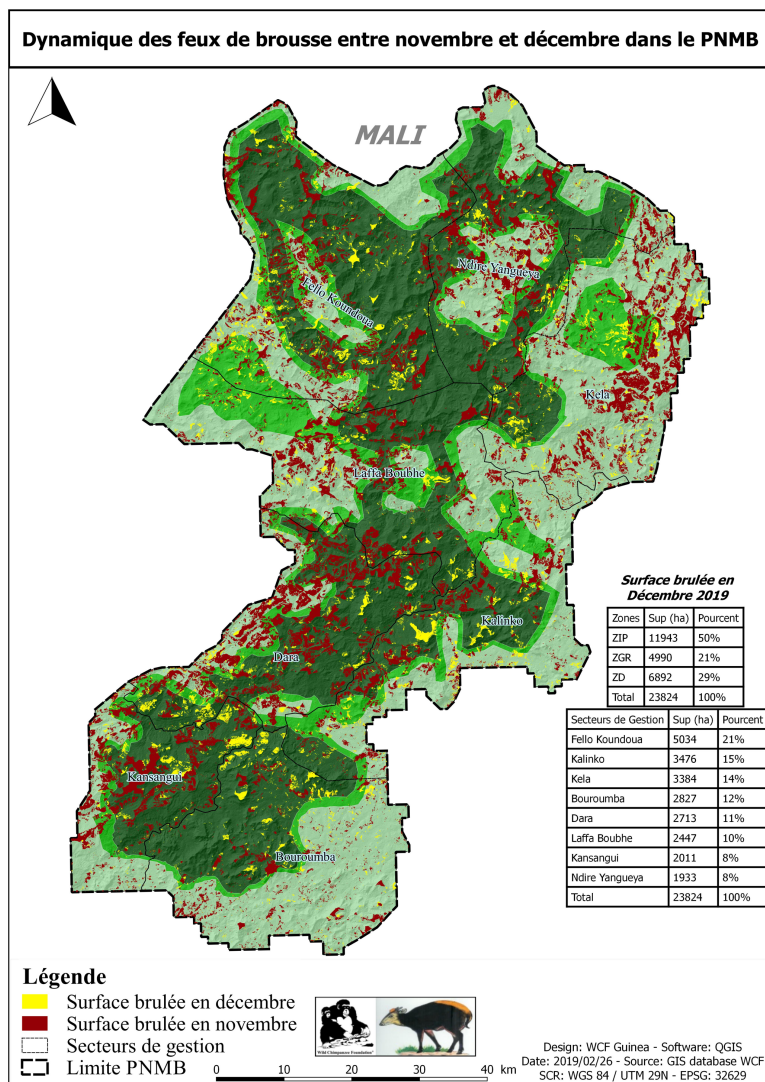 Dynamique des feux de brousse entre novembre et décembre dans le PNMB
MALI
Ndire Yangueya
Fello Koundoua
Kela
Laffa Boubhe
Kalinko
Dara
Kansangui
Bouroumba
Surface brulée en
Décembre 2019
Zones Sup (ha) Pourcent
ZIP 11943 50%
ZGR 4990 21%
ZD 6892 29%
Total 23824 100%
Secteurs de Gestion Sup (ha) Pourcent
Fello Koundoua 5034 21%
Kalinko 3476 15%
Kela 3384 14%
Bouroumba 2827 12%
Dara 2713 11%
Laffa Boubhe 2447 10%
Kansangui 2011 8%
Ndire Yangueya 1933 8%
Total 23824 100%
Légende
Surface brulée en décembre
Surface brulée en novembre
Secteurs de gestion
Limite PNMB
Wild Chimpanzee Foundation
0 10 20 30 40 km
Design: WCF Guinea - Software: QGIS
Date: 2019/02/26 - Source: GIS database WCF
SCR: WGS 84 / UTM 29N - EPSG: 32629